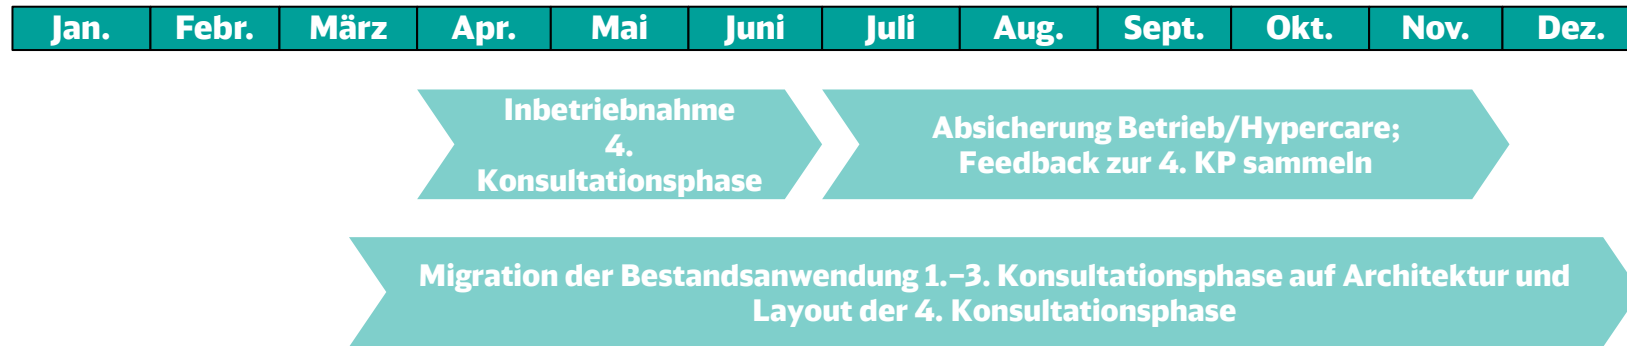 Jan. Febr. März Apr. Mai Juni Juli Aug. Sept. Okt. Nov. Dez.
Inbetriebnahme
4.
Konsultationsphase
Absicherung Betrieb/Hypercare;
Feedback zur 4. KP sammeln
Migration der Bestandsanwendung 1.–3. Konsultationsphase auf Architektur und
Layout der 4. Konsultationsphase